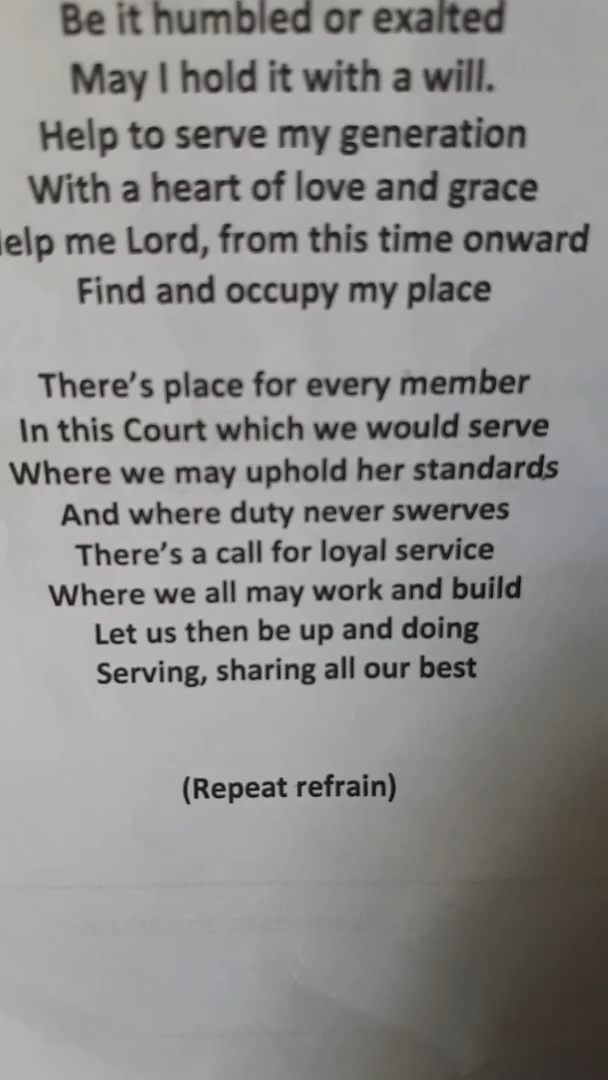 Be it humbled or exalted
May I hold it with a will.
Help to serve my generation
With a heart of love and grace
elp me Lord, from this time onward
Find and occupy my place
There's place for every member
In this Court which we would serve
Where we may uphold her standards
And where duty never swerves
There's a call for loyal service
Where we all may work and build
Let us then be up and doing
Serving, sharing all our best
(Repeat refrain)